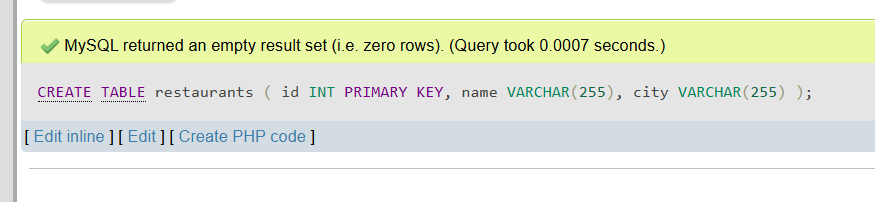 MySQL returned an empty result set (i.e. zero rows). (Query took 0.0007 seconds.)
CREATE TABLE restaurants ( id INT PRIMARY KEY, name VARCHAR(255), city VARCHAR(255) );
[ Edit inline ] [ Edit ] [ Create PHP code ]